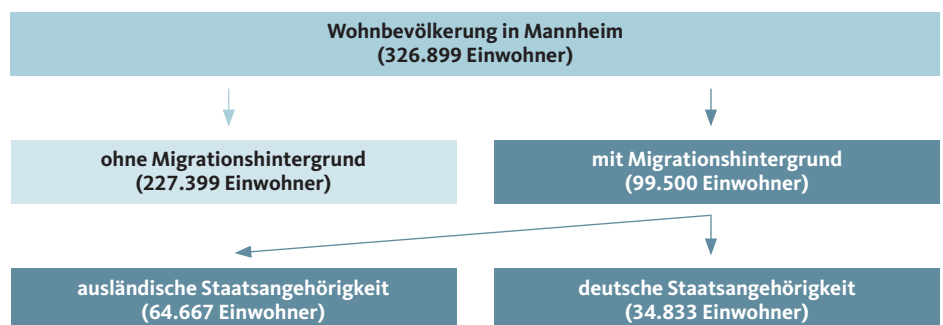 Wohnbevölkerung in Mannheim
(326.899 Einwohner)
ohne Migrationshintergrund
(227.399 Einwohner)
mit Migrationshintergrund
(99.500 Einwohner)
ausländische Staatsangehörigkeit
(64.667 Einwohner)
deutsche Staatsangehörigkeit
(34.833 Einwohner)